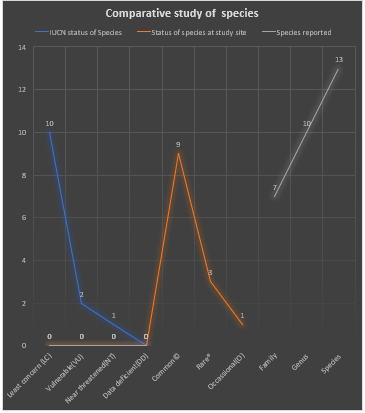 Comparative study of species
IUCN status of Species
Status of species at study site
Species reported
14
12
10
8
6
4
2
0
10
2
1
0
0
0
0
9
3
1
7
10
13
Least concern (LC)
Vulnerable(VU)
Near threatened(NT)
Data deficient(DD)
Common©
Rare®
Occassional(O)
Family
Genus
Species